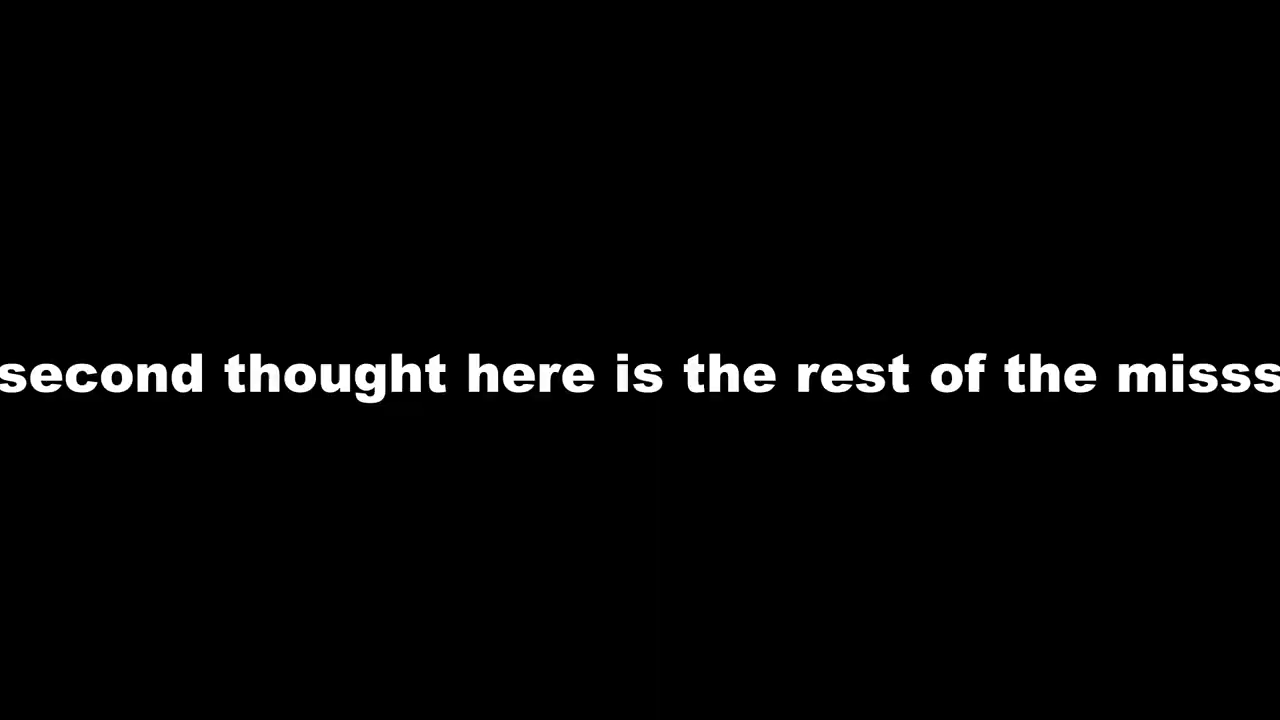 second thought here is the rest of the misss